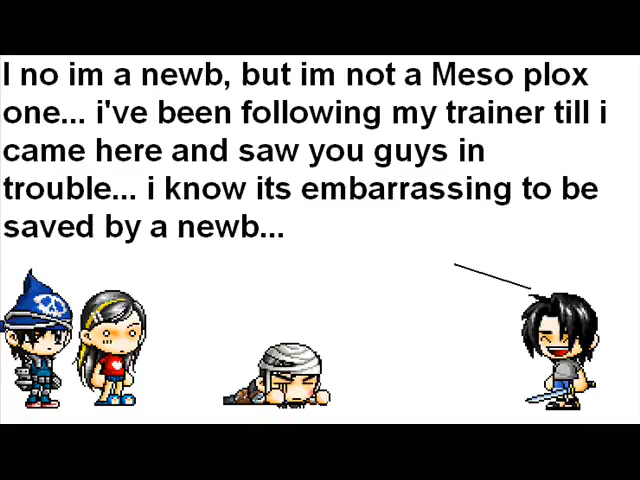 I no im a newb, but im not a Meso plox
one... i've been following my trainer till i
came here and saw you guys in
trouble... i know its embarrassing to be
saved by a newb...